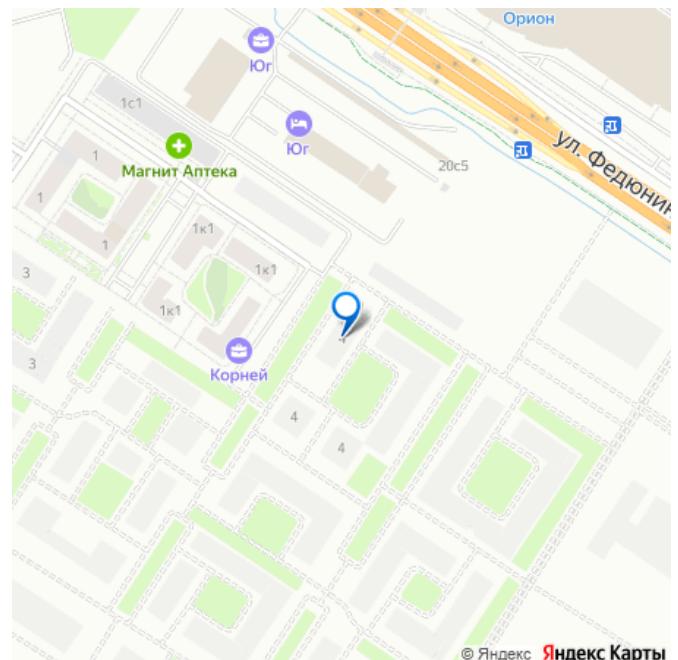 Орион
Юг
1с1
Юг
ул. Федюнин
Магнит Аптека
20с5
1
1
1
1к1
1к1
1к1
3
3
4
Корней
4
4
© Яндекс Яндекс Карты